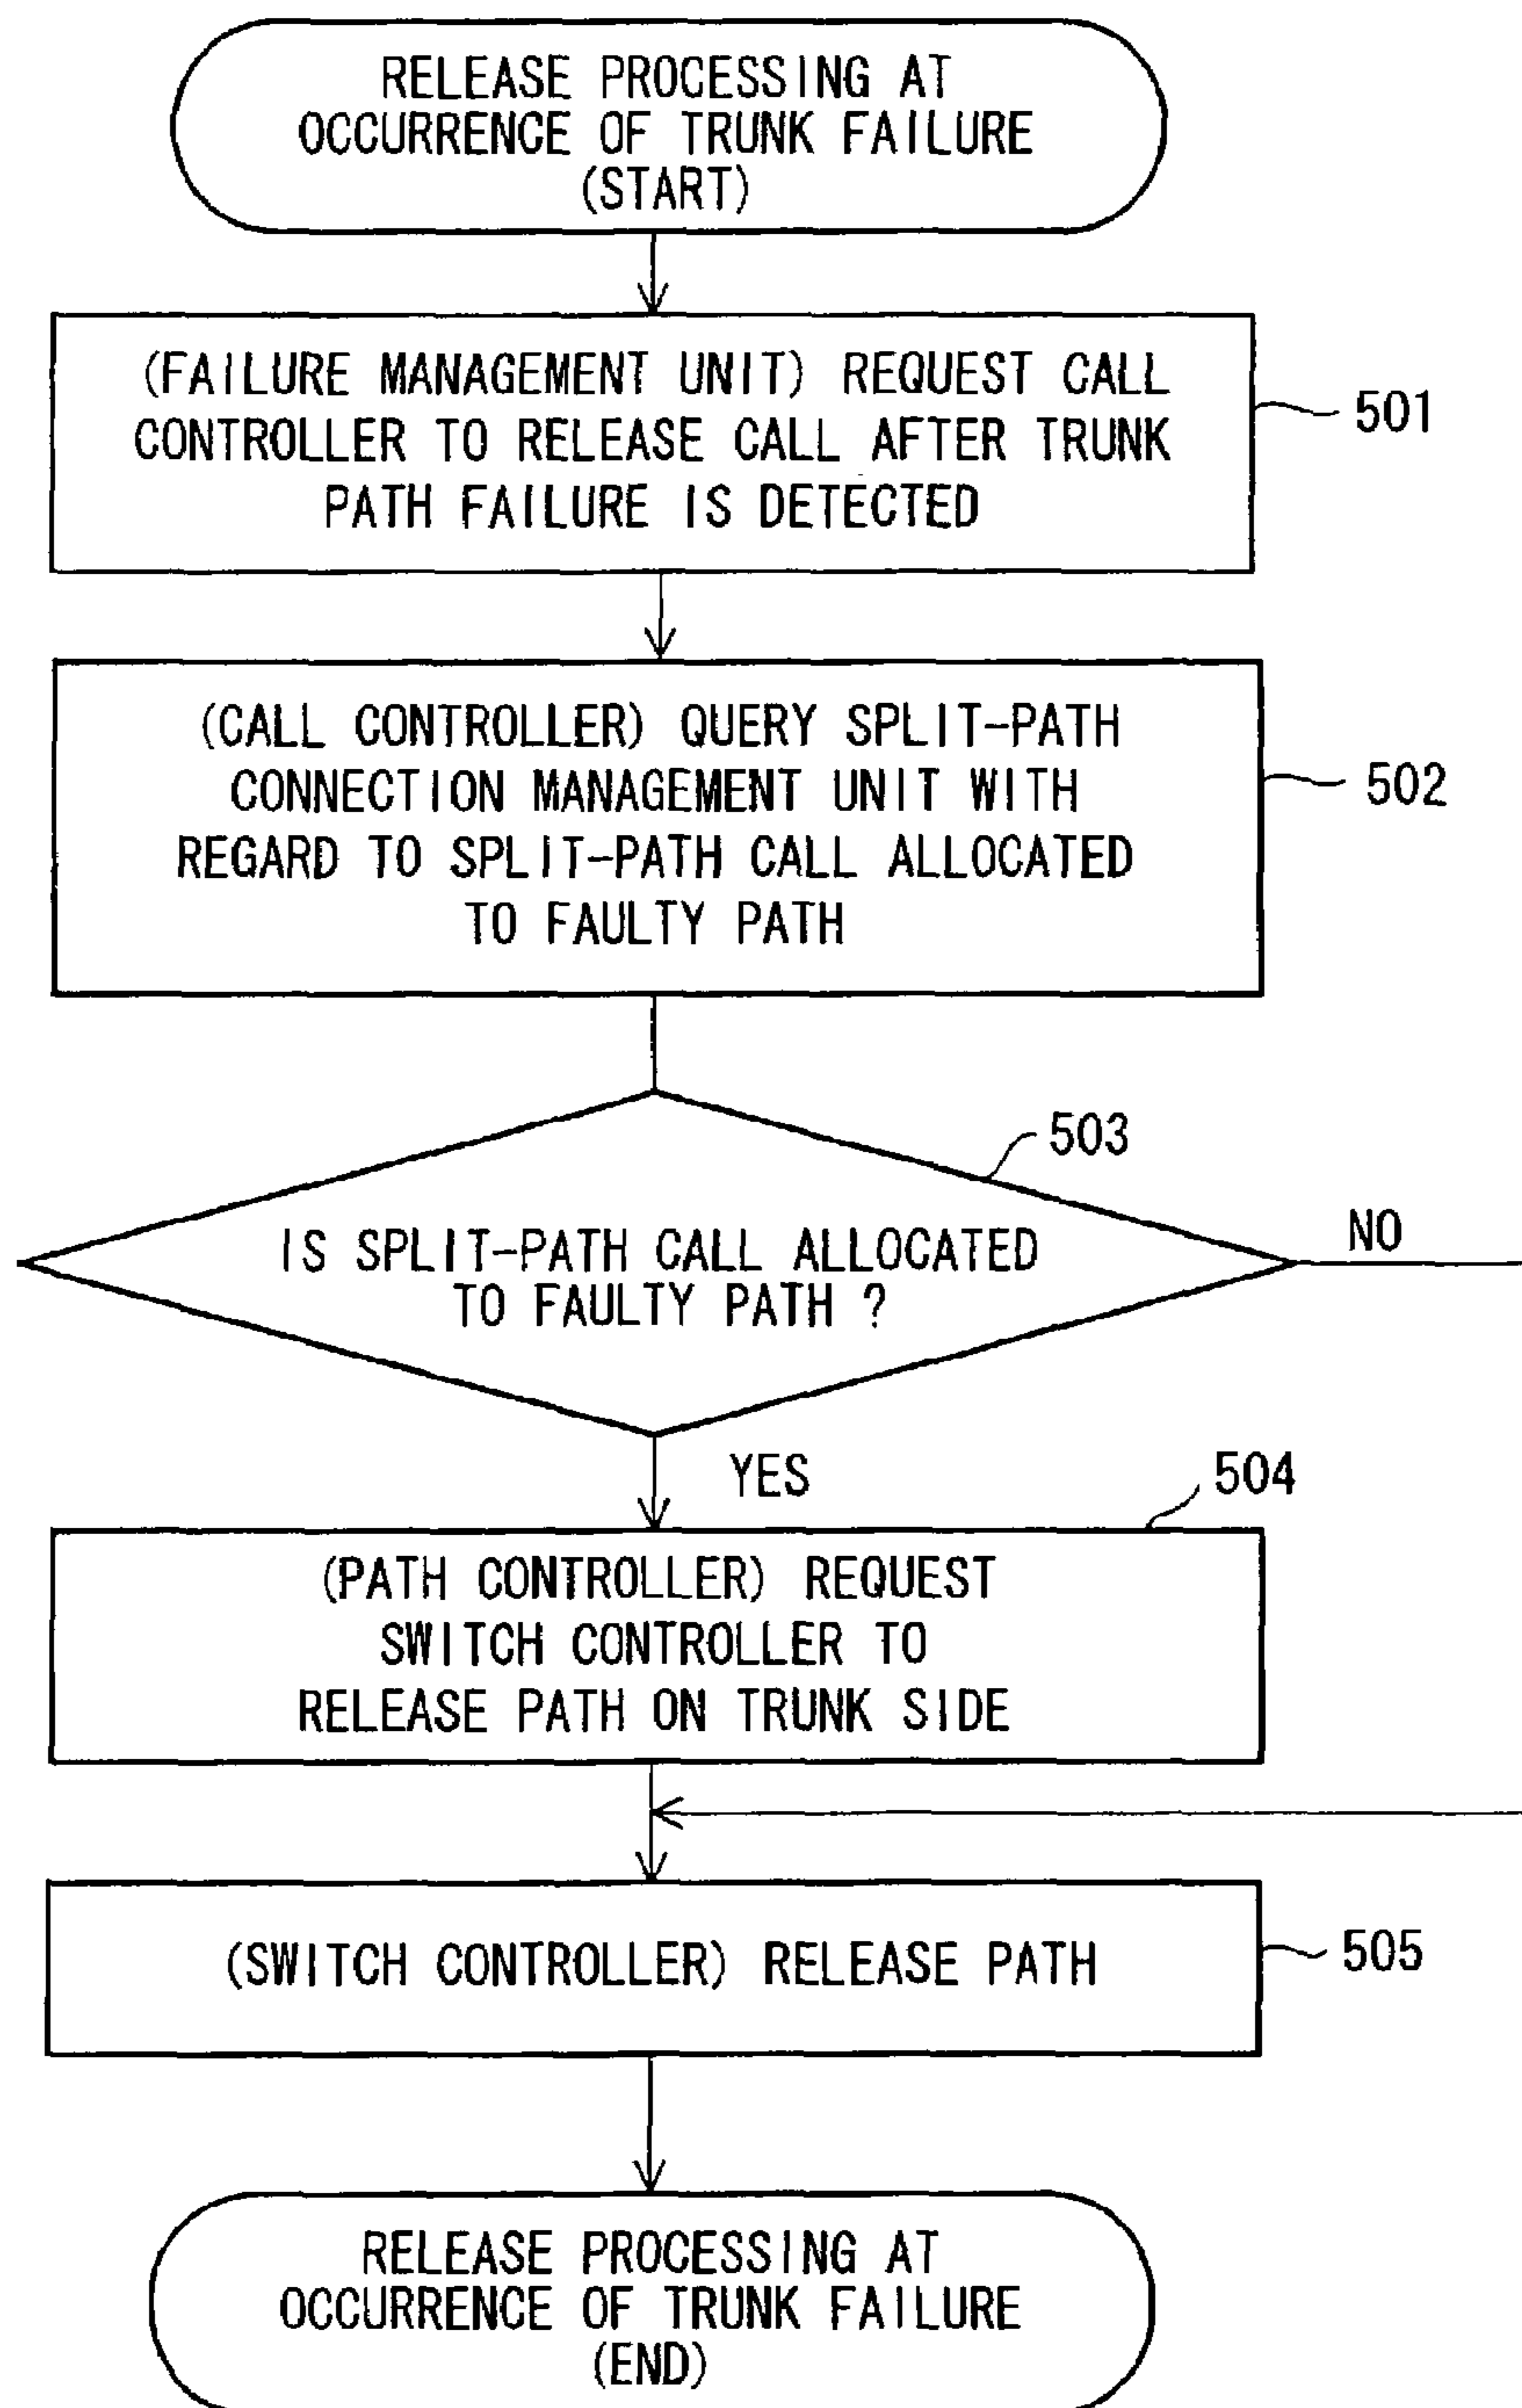 RELEASE PROCESSING AT
OCCURRENCE OF TRUNK FAILURE
(START)
(FAILURE MANAGEMENT UNIT) REQUEST CALL
CONTROLLER TO RELEASE CALL AFTER TRUNK
PATH FAILURE IS DETECTED
501
(CALL CONTROLLER) QUERY SPLIT-PATH
CONNECTION MANAGEMENT UNIT WITH
REGARD TO SPLIT-PATH CALL ALLOCATED
TO FAULTY PATH
502
503
IS SPLIT-PATH CALL ALLOCATED
TO FAULTY PATH ?
NO
YES
504
(PATH CONTROLLER) REQUEST
SWITCH CONTROLLER TO
RELEASE PATH ON TRUNK SIDE
(SWITCH CONTROLLER) RELEASE PATH
505
RELEASE PROCESSING AT
OCCURRENCE OF TRUNK FAILURE
(END)